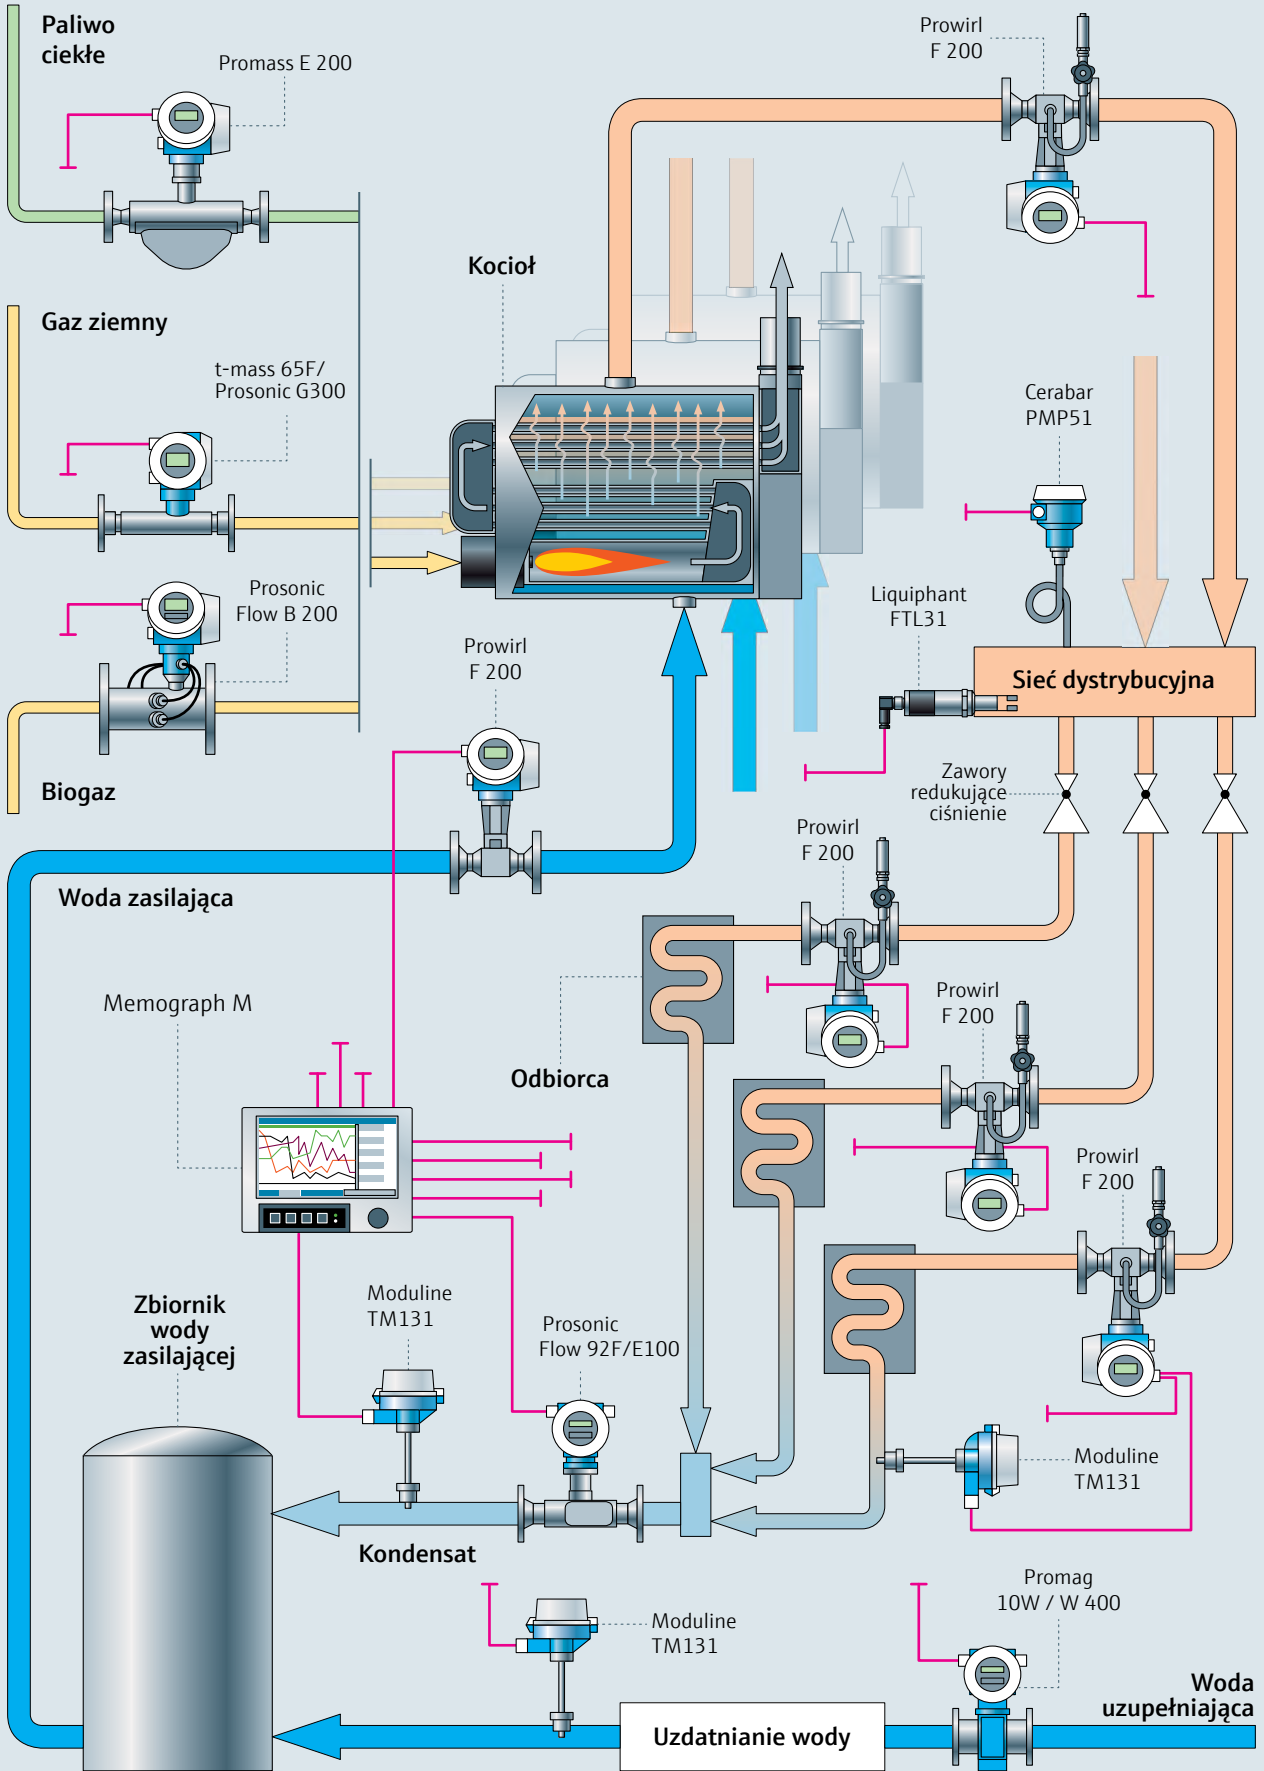 Paliwo
ciekłe
Promass E 200
Prowirl
F 200
Kocioł
Gaz ziemny
t-mass 65F/
Prosonic G300
Cerabar
PMP51
Prosonic
Flow B 200
Liquiphant
FTL31
Prowirl
F 200
Sieć dystrybucyjna
Biogaz
Zawory
redukujące
ciśnienie
Prowirl
F 200
Woda zasilająca
Memograph M
Prowirl
F 200
Odbiorca
Prowirl
F 200
Zbiornik
wody
zasilającej
Moduline
TM131
Prosonic
Flow 92F/E100
Moduline
TM131
Kondensat
Promag
10W / W 400
Moduline
TM131
Woda
uzupełniająca
Uzdatnianie wody